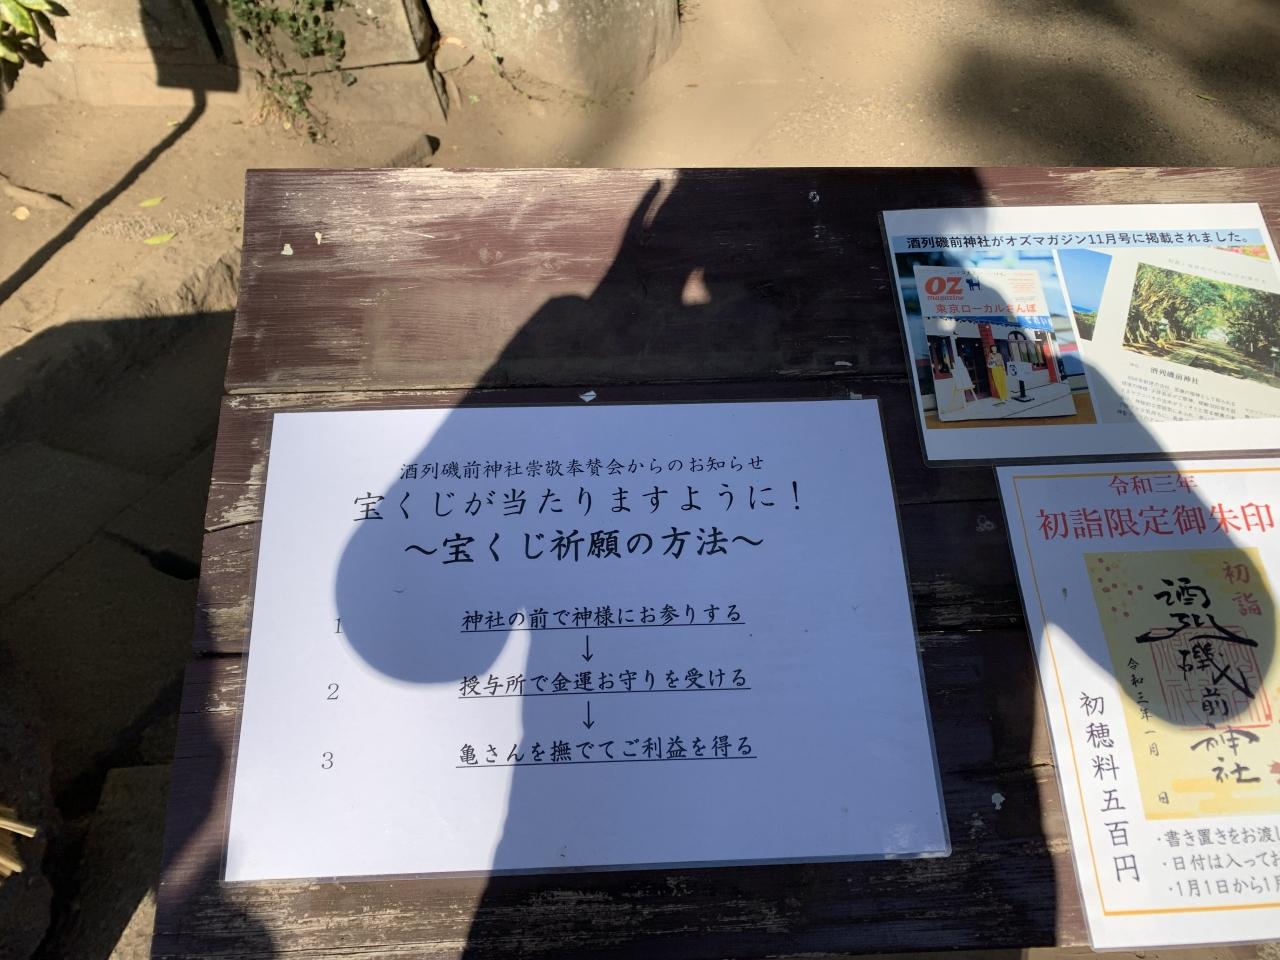 酒列磯前神社崇敬奉賛会からのお知らせ
宝くじが当たりますように！
～宝くじ祈願の方法～
1 神社の前で神様にお参りする
↓
2 授与所で金運お守りを受ける
↓
3 亀さんを撫でてご利益を得る
酒列磯前神社がオズマガジン11月号に掲載されました。
OZ
magazine
東京ローカルさんぽ
酒列磯前神社
令和三年
初詣限定御朱印
初詣
酒列磯前神社
令和三年一月 日
初穂料五百円
・書き置きをお渡し
・日付は入ってお
・1月1日から1月